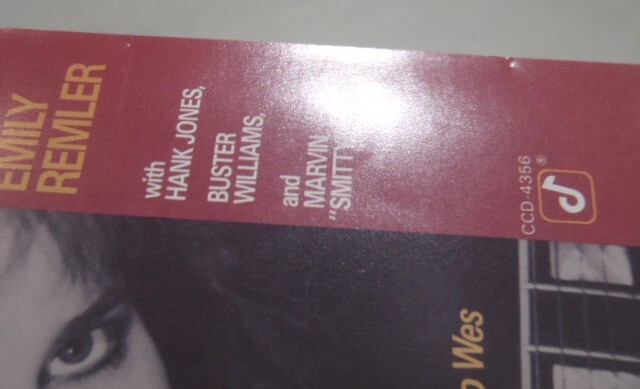 EMILY
REMLER
with
HANK JONES,
BUSTER
WILLIAMS,
and
MARVIN
"SMITTY
CCD-4356
®
Wes